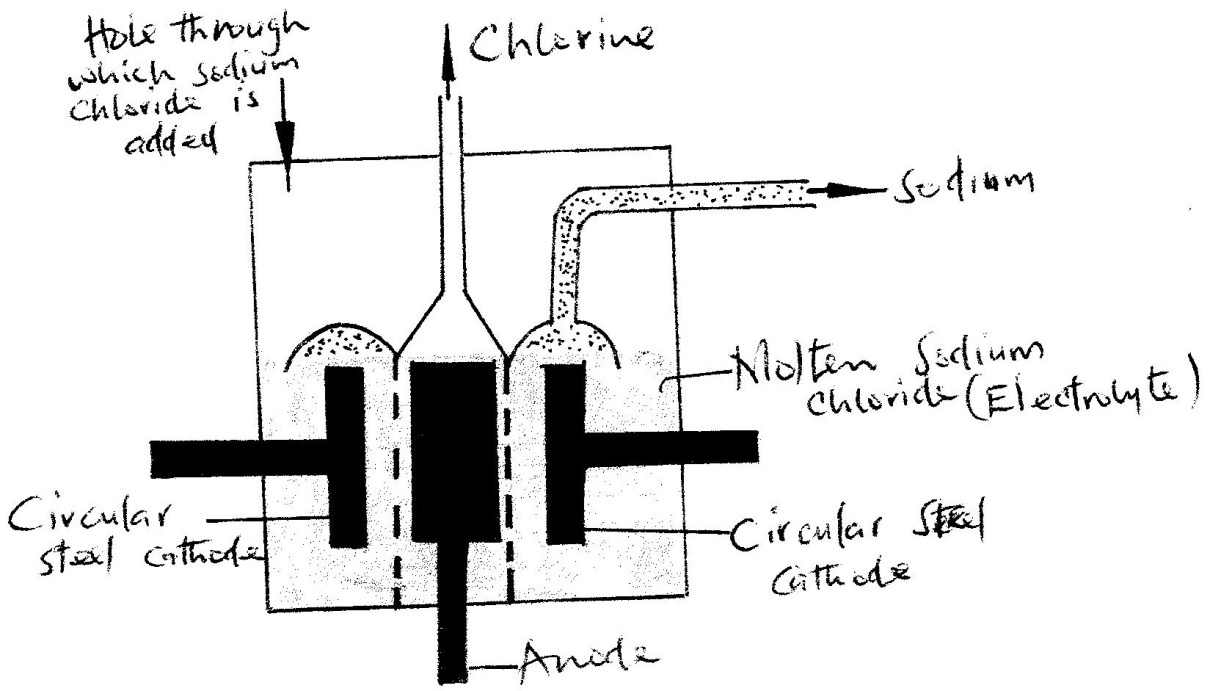 Hole through
which sodium
Chloride is
added
Chlorine
Sodium
Molten Sodium
Chloride (Electrolyte)
Circular
steel cathode
Circular Steel
Cathode
Anode